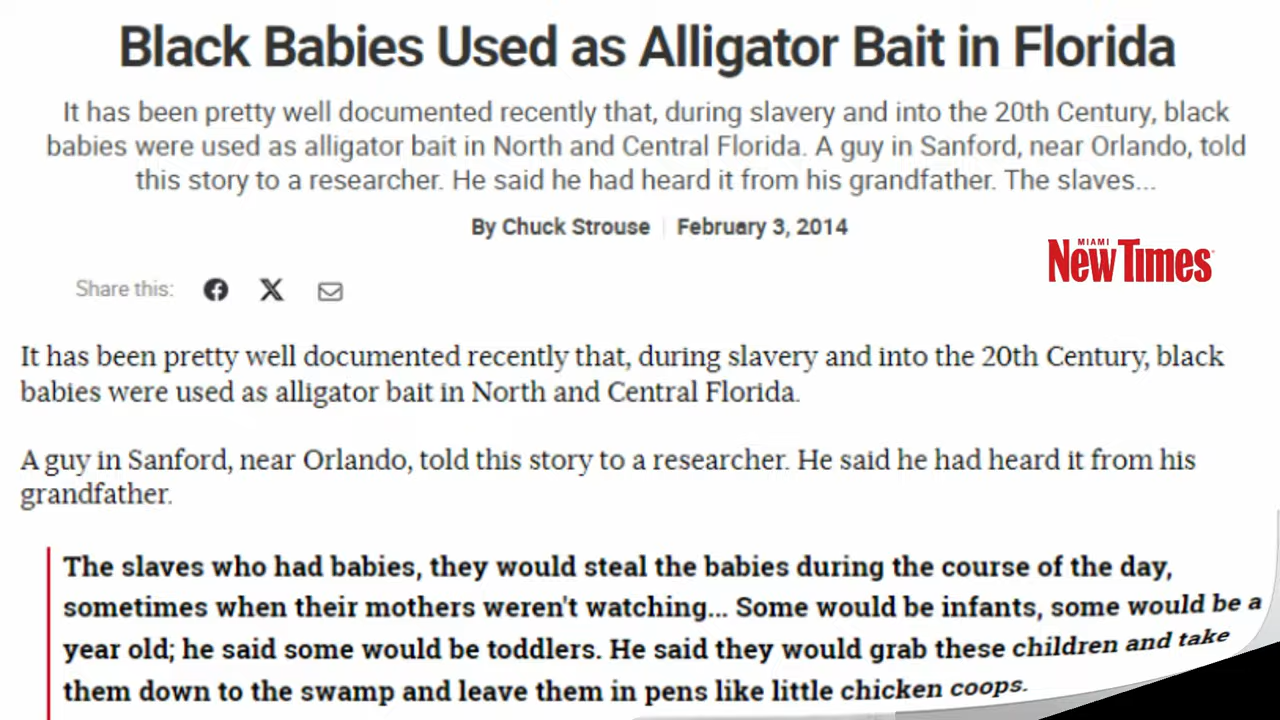 Black Babies Used as Alligator Bait in Florida
It has been pretty well documented recently that, during slavery and into the 20th Century, black
babies were used as alligator bait in North and Central Florida. A guy in Sanford, near Orlando, told
this story to a researcher. He said he had heard it from his grandfather. The slaves...
By Chuck Strouse | February 3, 2014
MIAMI
New Times
Share this:
It has been pretty well documented recently that, during slavery and into the 20th Century, black
babies were used as alligator bait in North and Central Florida.
A guy in Sanford, near Orlando, told this story to a researcher. He said he had heard it from his
grandfather.
The slaves who had babies, they would steal the babies during the course of the day,
sometimes when their mothers weren't watching... Some would be infants, some would be a
year old; he said some would be toddlers. He said they would grab these children and take
them down to the swamp and leave them in pens like little chicken coops.